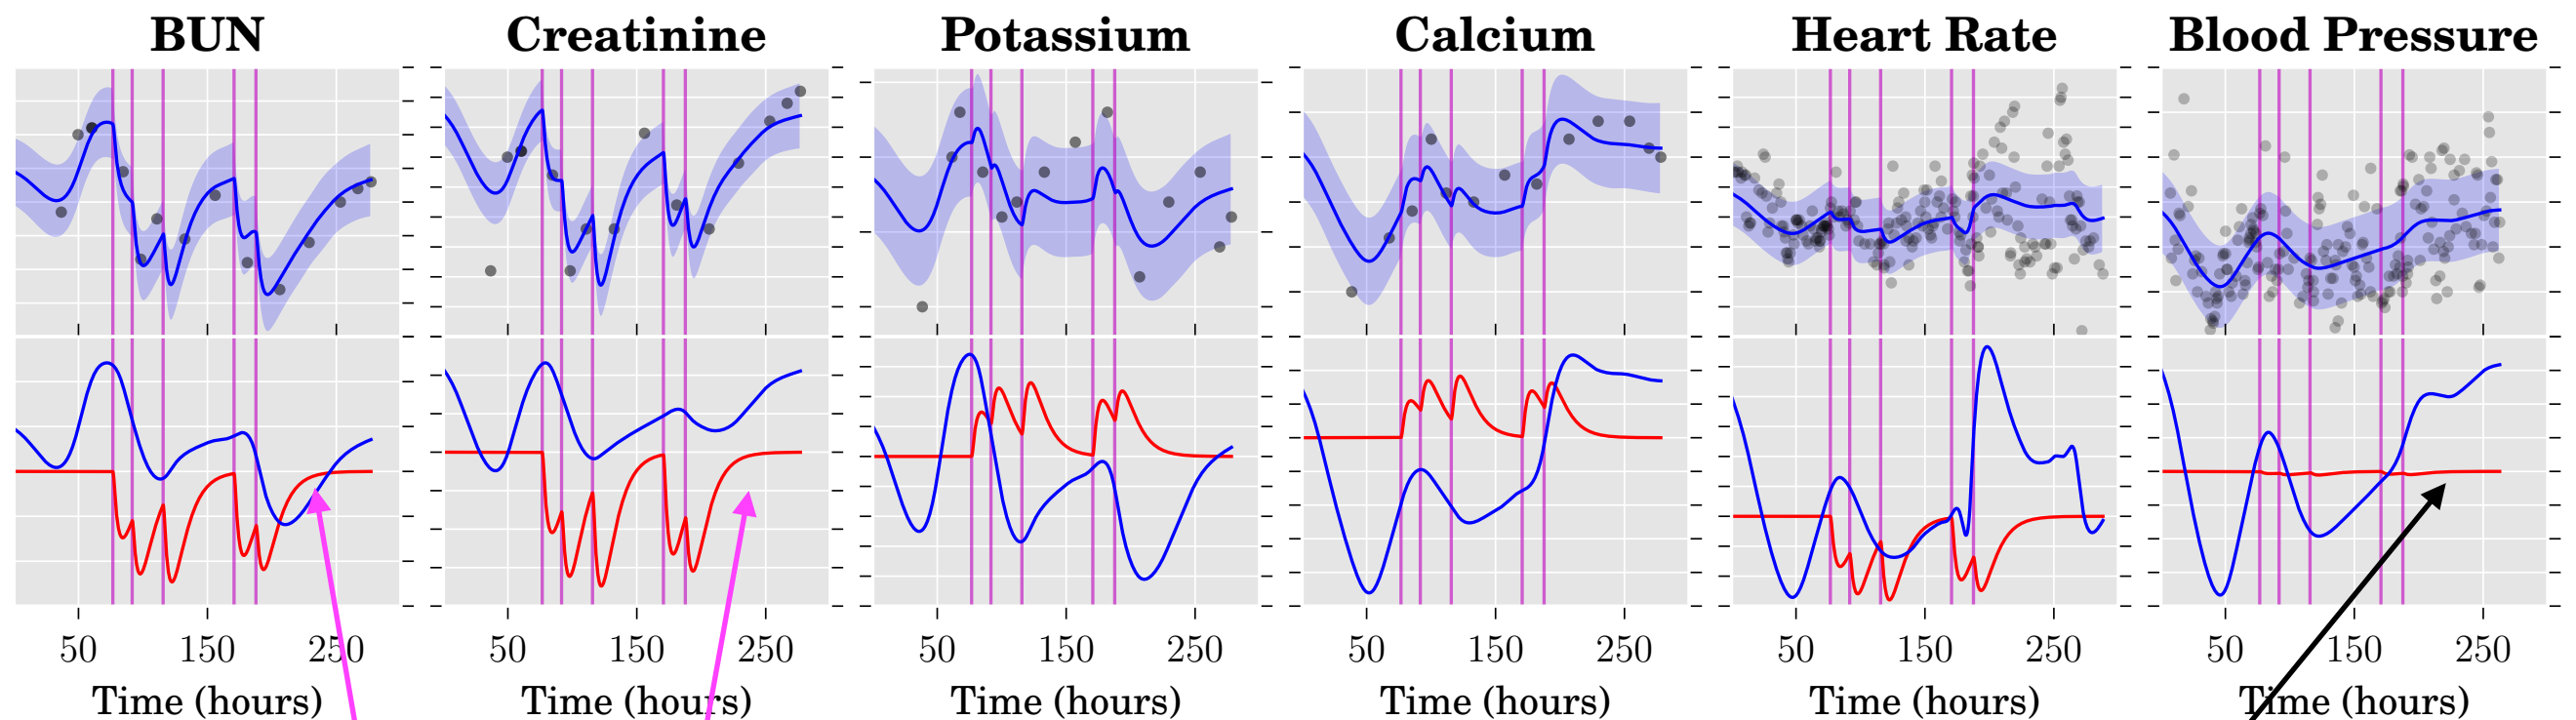 BUN Creatinine Potassium Calcium Heart Rate Blood Pressure
50 150 250 50 150 250 50 150 250 50 150 250 50 150 250 50 150 250
Time (hours) Time (hours) Time (hours) Time (hours) Time (hours) Time (hours)